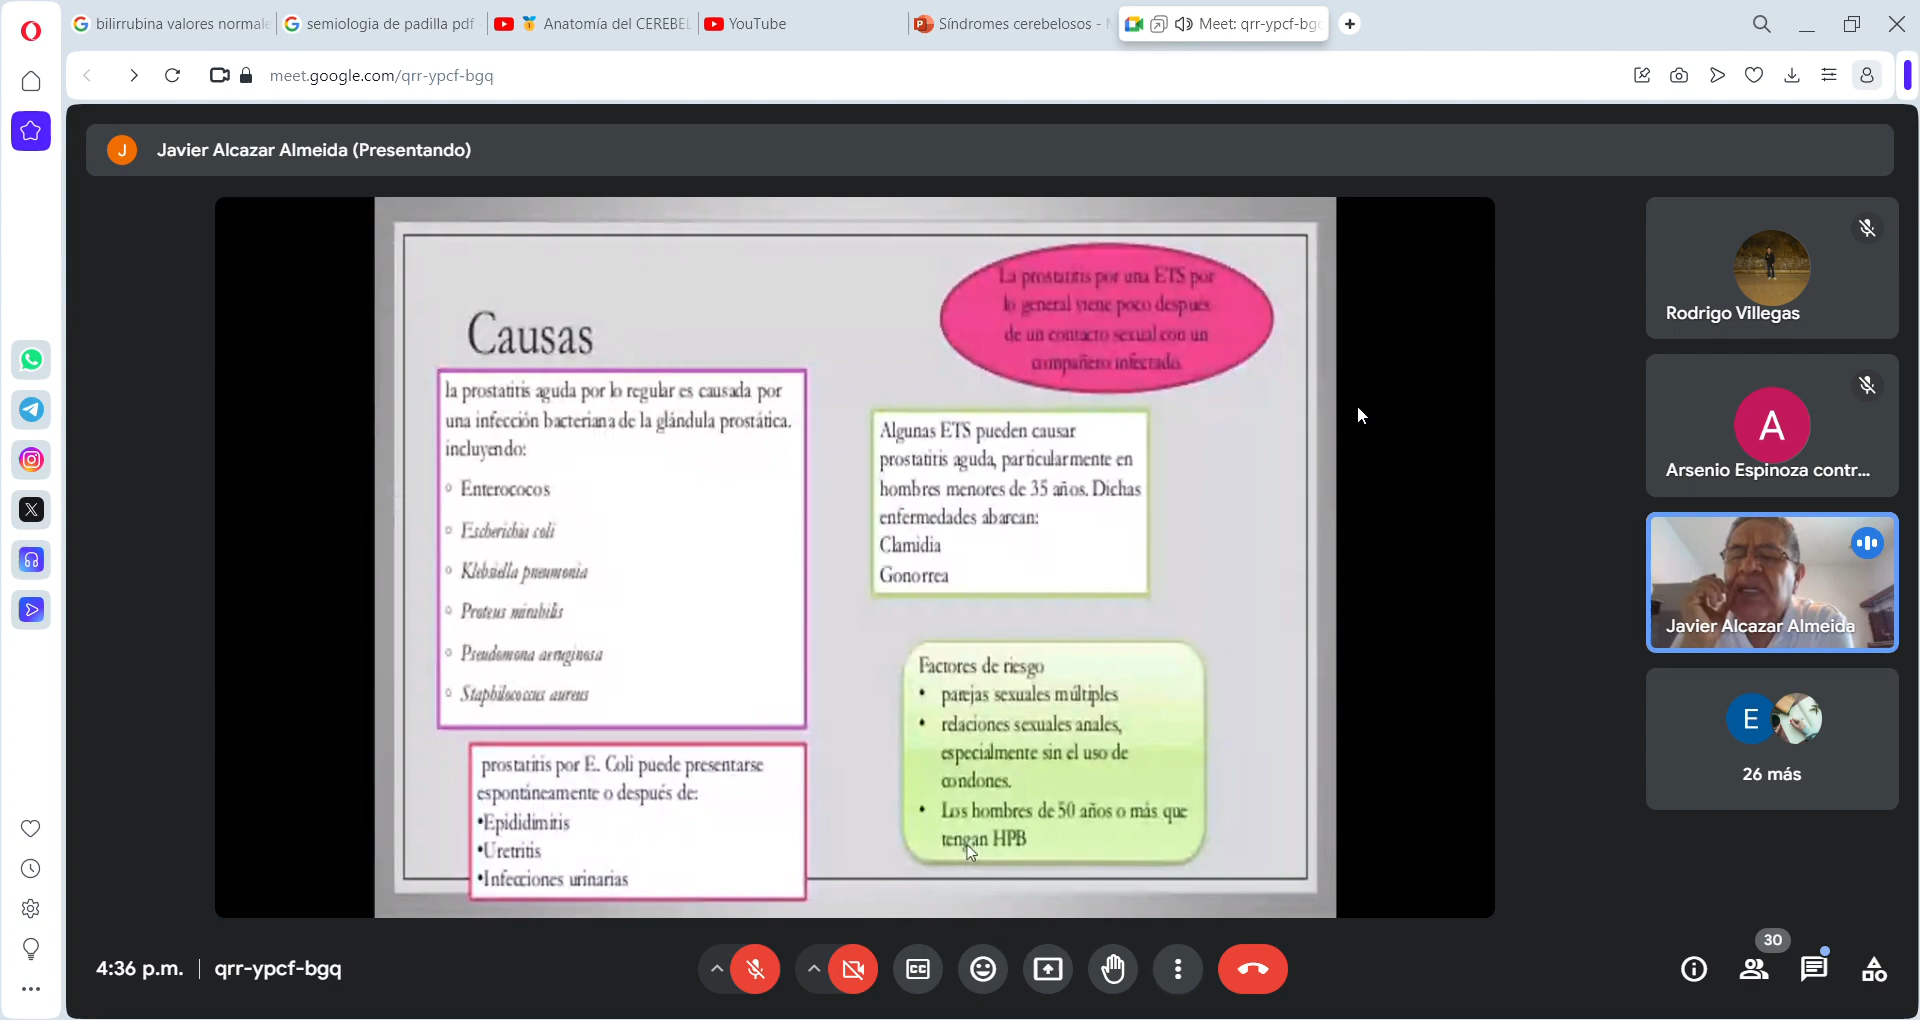 bilirrubina valores normale
semiologia de padilla pdf
Anatomía del CEREBEL
YouTube
Síndromes cerebelosos -
Meet: qrr-ypcf-bgq
meet.google.com/qrr-ypcf-bgq
J
Javier Alcazar Almeida (Presentando)
Causas
La prostatitis por una ETS por
lo general viene poco después
de un contacto sexual con un
compañero infectado.
la prostatitis aguda por lo regular es causada por
una infección bacteriana de la glándula prostática.
incluyendo:
Enterococos
Escherichia coli
Klebsiella pneumonia
Proteus mirabilis
Pseudomona aeruginosa
Staphilococcus aureus
prostatitis por E. Coli puede presentarse
espontáneamente o después de:
•Epididimitis
•Uretritis
•Infecciones urinarias
Algunas ETS pueden causar
prostatitis aguda, particularmente en
hombres menores de 35 años. Dichas
enfermedades abarcan:
Clamidia
Gonorrea
Factores de riesgo
• parejas sexuales múltiples
• relaciones sexuales anales,
especialmente sin el uso de
condones.
• Los hombres de 50 años o más que
tengan HPB
Rodrigo Villegas
A
Arsenio Espinoza contr...
Javier Alcazar Almeida
E
26 más
4:36 p.m. | qrr-ypcf-bgq
30